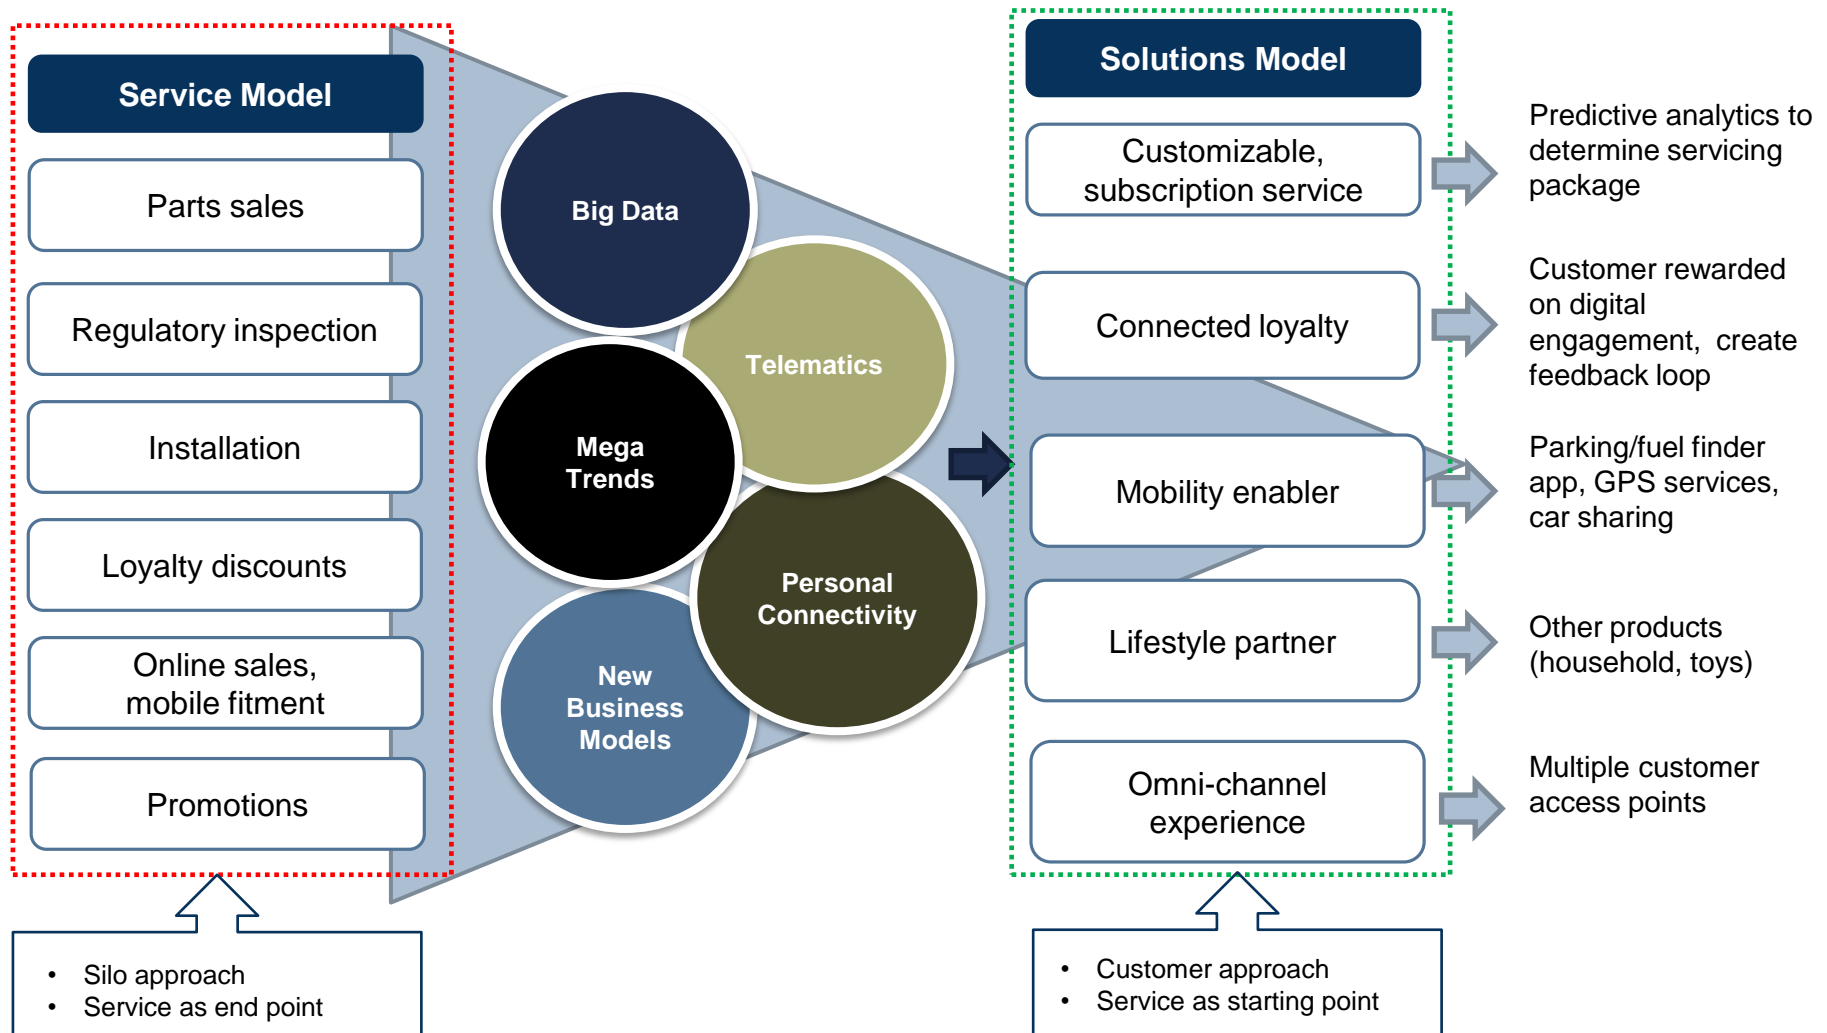 Service Model
Parts sales
Regulatory inspection
Installation
Loyalty discounts
Online sales,
mobile fitment
Promotions
• Silo approach
• Service as end point
Big Data
Telematics
Mega
Trends
Personal
Connectivity
New
Business
Models
Solutions Model
Customizable,
subscription service
Predictive analytics to
determine servicing
package
Connected loyalty
Customer rewarded
on digital
engagement,  create
feedback loop
Mobility enabler
Parking/fuel finder
app, GPS services,
car sharing
Lifestyle partner
Other products
(household, toys)
Omni-channel
experience
Multiple customer
access points
• Customer approach
• Service as starting point